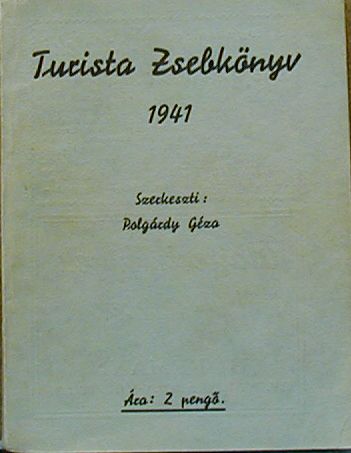 Turista Zsebkönyv
1941
Szerkeszti:
Polgárdy Géza
Ára: 2 pengő.